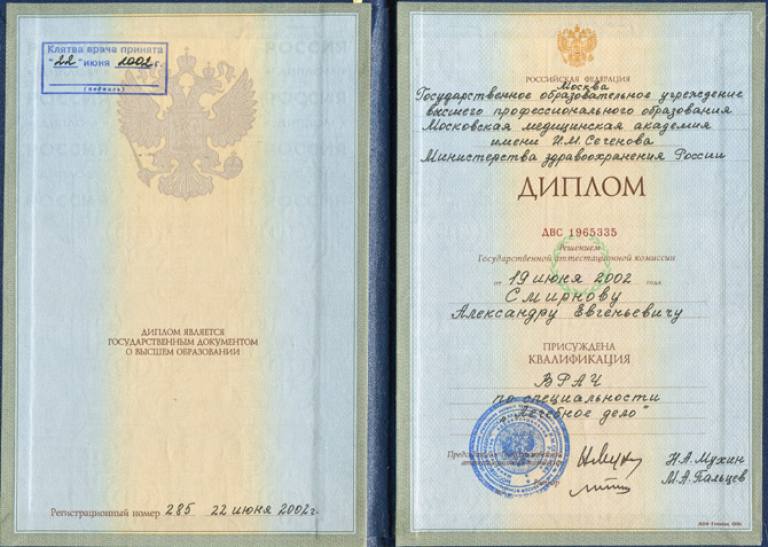 Клятва врача принята
"22" июня 2002 г.
(подпись)
ДИПЛОМ ЯВЛЯЕТСЯ
ГОСУДАРСТВЕННЫМ ДОКУМЕНТОМ
О ВЫСШЕМ ОБРАЗОВАНИИ
Регистрационный номер 285 22 июня 2002г.
РОССИЙСКАЯ ФЕДЕРАЦИЯ
Москва
Государственное образовательное учреждение
высшего профессионального образования
Московская медицинская академия
имени И.М. Сеченова
Министерства здравоохранения России
ДИПЛОМ
ДВС 1965335
Решением
Государственной аттестационной комиссии
от 19 июня 2002 года
Смирнову
Александру Евгеньевичу
ПРИСУЖДЕНА
КВАЛИФИКАЦИЯ
ВРАЧ
по специальности
"Лечебное дело"
Н.А. Мухин
М.А. Пальцев